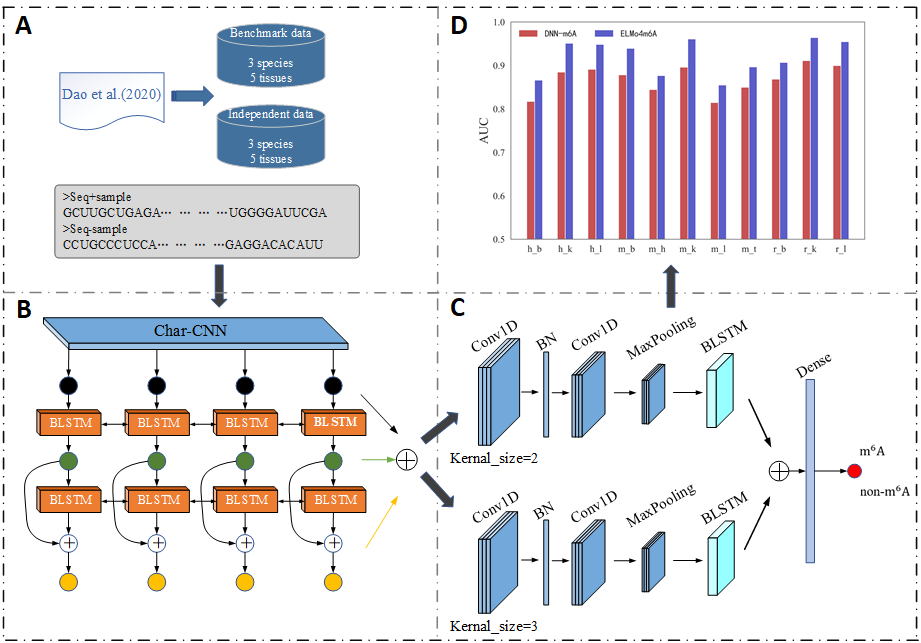 A
Benchmark data
3 species
5 tissues
Dao et al.(2020)
Independent data
3 species
5 tissues
>Seq+sample
GCUUGCUGAGA··· ··· ··· ···UGGGGAUUCGA
>Seq-sample
CCUGCCCUCCA··· ··· ··· ···GAGGACACAUU
D
DNN-m6A
ELMo4m6A
AUC
1.0
0.9
0.8
0.7
0.6
0.5
h_b h_k h_l m_b m_h m_k m_l m_t r_b r_k r_l
B
Char-CNN
BLSTM BLSTM BLSTM BLSTM
BLSTM BLSTM BLSTM BLSTM
C
Conv1D BN Conv1D MaxPooling BLSTM
Kernal_size=2
Dense
m⁶A
non-m⁶A
Conv1D BN Conv1D MaxPooling BLSTM
Kernal_size=3